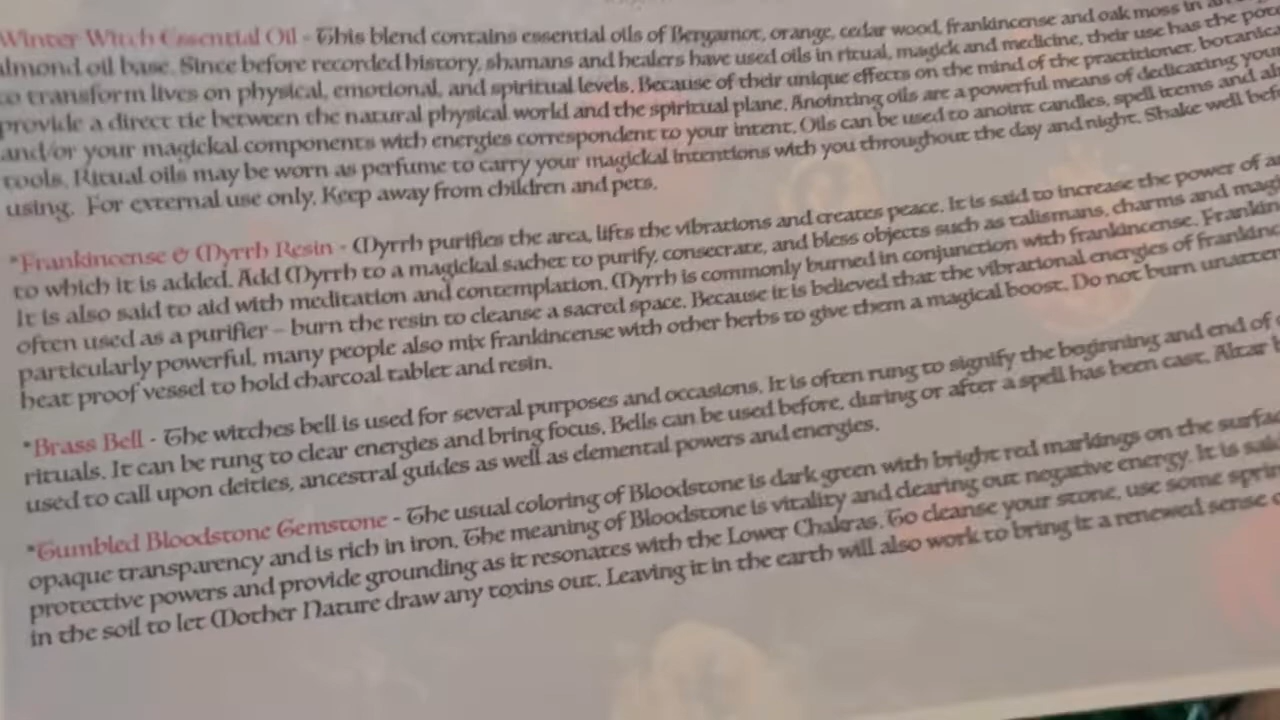 Winter Witch Essential Oil - This blend contains essential oils of Bergamot, orange, cedar wood, frankincense and oak moss in an
almond oil base. Since before recorded history, shamans and healers have used oils in ritual, magick and medicine, their use has the
to transform lives on physical, emotional, and spiritual levels. Because of their unique effects on the mind of the practitioner,
provide a direct tie between the natural physical world and the spiritual plane. Anointing oils are a powerful means of dedicating
and/or your magickal components with energies correspondent to your intent. Oils can be used to anoint candles, spell items and
tools. Ritual oils may be worn as perfume to carry your magickal intentions with you throughout the day and night. Shake well
using. For external use only. Keep away from children and pets.
*Frankincense & Myrrh Resin - Myrrh purifies the area, lifts the vibrations and creates peace. It is said to increase the power of
to which it is added. Add Myrrh to a magickal sachet to purify, consecrate, and bless objects such as talismans, charms and
It is also said to aid with meditation and contemplation. Myrrh is commonly burned in conjunction with frankincense.
often used as a purifier – burn the resin to cleanse a sacred space. Because it is believed that the vibrational energies of
particularly powerful, many people also mix frankincense with other herbs to give them a magical boost. Do not burn
heat proof vessel to hold charcoal tablet and resin.
*Brass Bell - The witches bell is used for several purposes and occasions. It is often rung to signify the beginning and end of
rituals. It can be rung to clear energies and bring focus. Bells can be used before, during or after a spell has been cast. Altar
used to call upon deities, ancestral guides as well as elemental powers and energies.
*Tumbled Bloodstone Gemstone - The usual coloring of Bloodstone is dark green with bright red markings on the
opaque transparency and is rich in iron. The meaning of Bloodstone is vitality and clearing out negative energy. It is
protective powers and provide grounding as it resonates with the Lower Chakras. To cleanse your stone, use some
in the soil to let Mother Nature draw any toxins out. Leaving it in the earth will also work to bring it a renewed sense